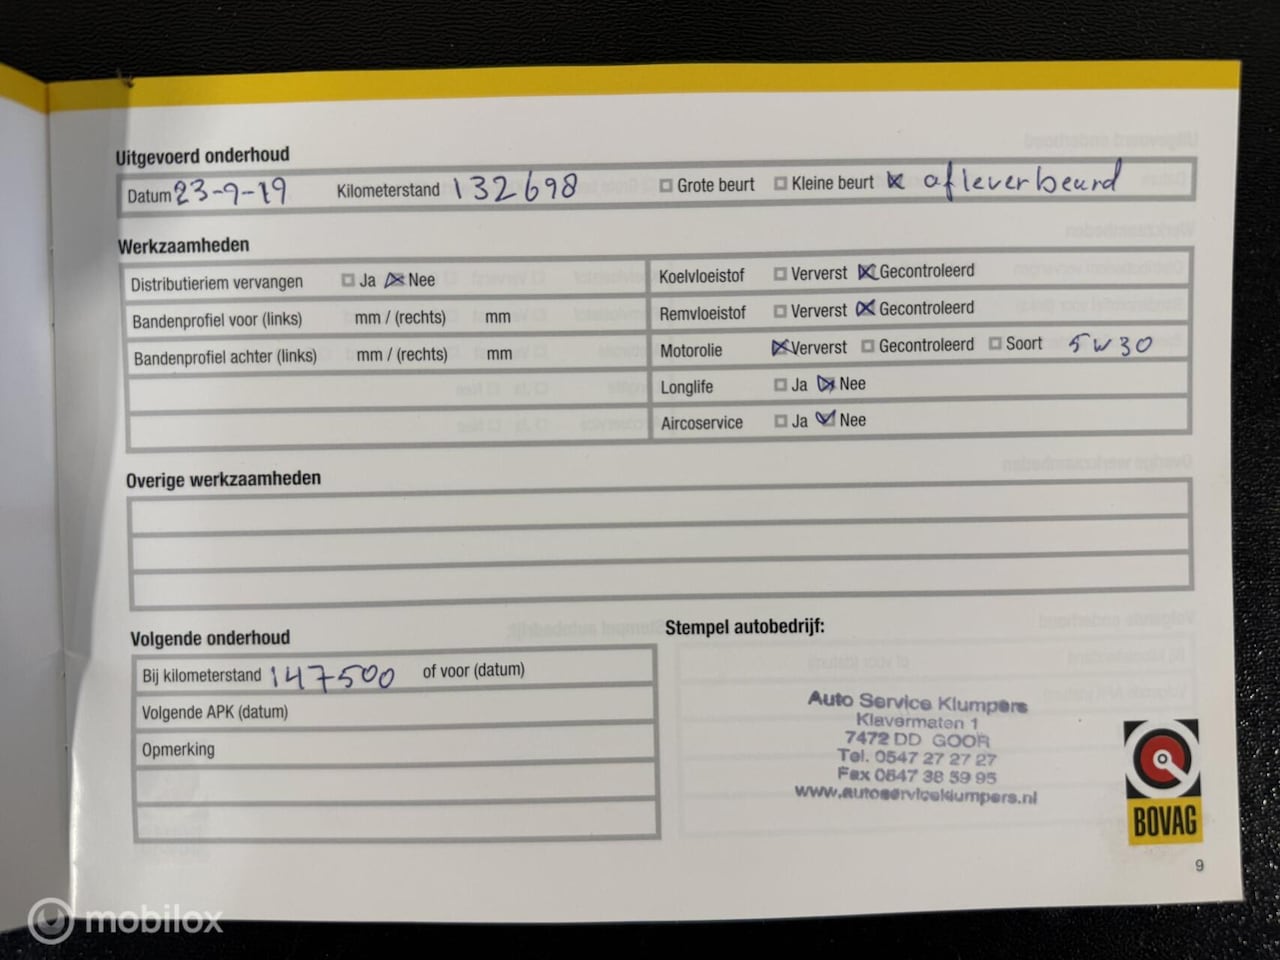 Uitgevoerd onderhoud
Datum 23-9-19 Kilometerstand 132698 Grote beurt Kleine beurt afleverbeurd
Werkzaamheden
Distributieriem vervangen Ja Nee
Koelvloeistof Ververst Gecontroleerd
Bandenprofiel voor (links) mm / (rechts) mm
Remvloeistof Ververst Gecontroleerd
Bandenprofiel achter (links) mm / (rechts) mm
Motorolie Ververst Gecontroleerd Soort 5W30
Longlife Ja Nee
Aircoservice Ja Nee
Overige werkzaamheden
Volgende onderhoud
Bij kilometerstand 147500 of voor (datum)
Volgende APK (datum)
Opmerking
Stempel autobedrijf:
Auto Service Klumpers
Klavermaten 1
7472 DD GOOR
Tel. 0547 27 27 27
Fax 0547 38 59 95
www.autoserviceklumpers.nl
BOVAG
9
mobilox